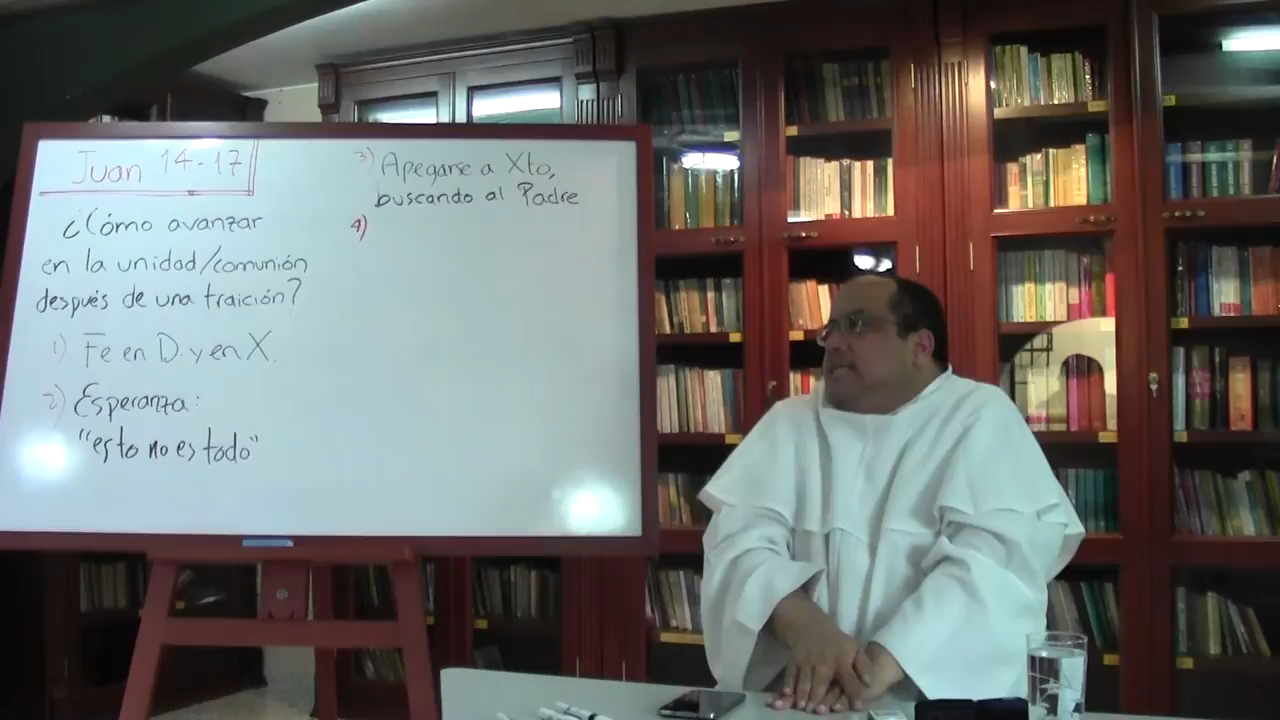 Juan 14-17
¿Cómo avanzar
en la unidad/comunión
después de una traición?
1) Fe en D. y en X.
2) Esperanza:
"esto no es todo"
3) Apegarse a Xto,
buscando al Padre
4)